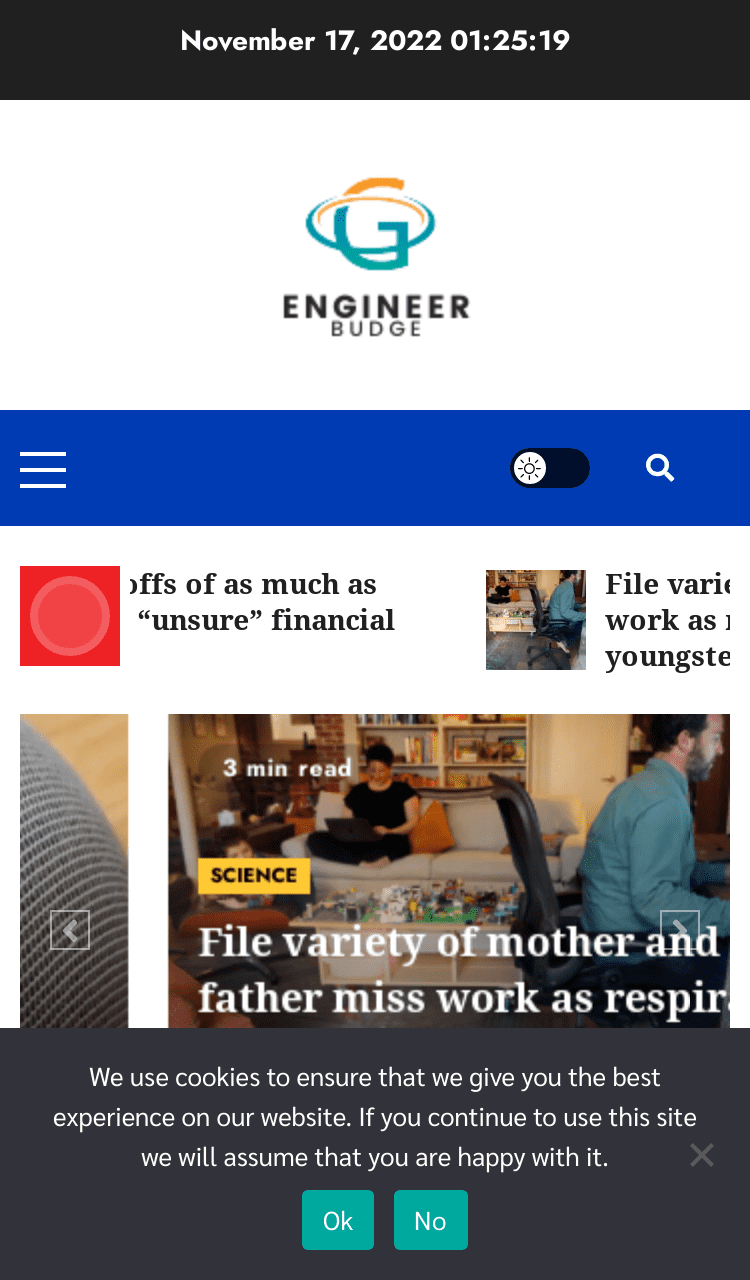 November 17, 2022 01:25:19
ENGINEER
BUDGE
offs of as much as
“unsure” financial
File
work as
3 min read
SCIENCE
File variety of mother and
father miss work as
We use cookies to ensure that we give you the best
experience on our website. If you continue to use this site
we will assume that you are happy with it.
Ok
No